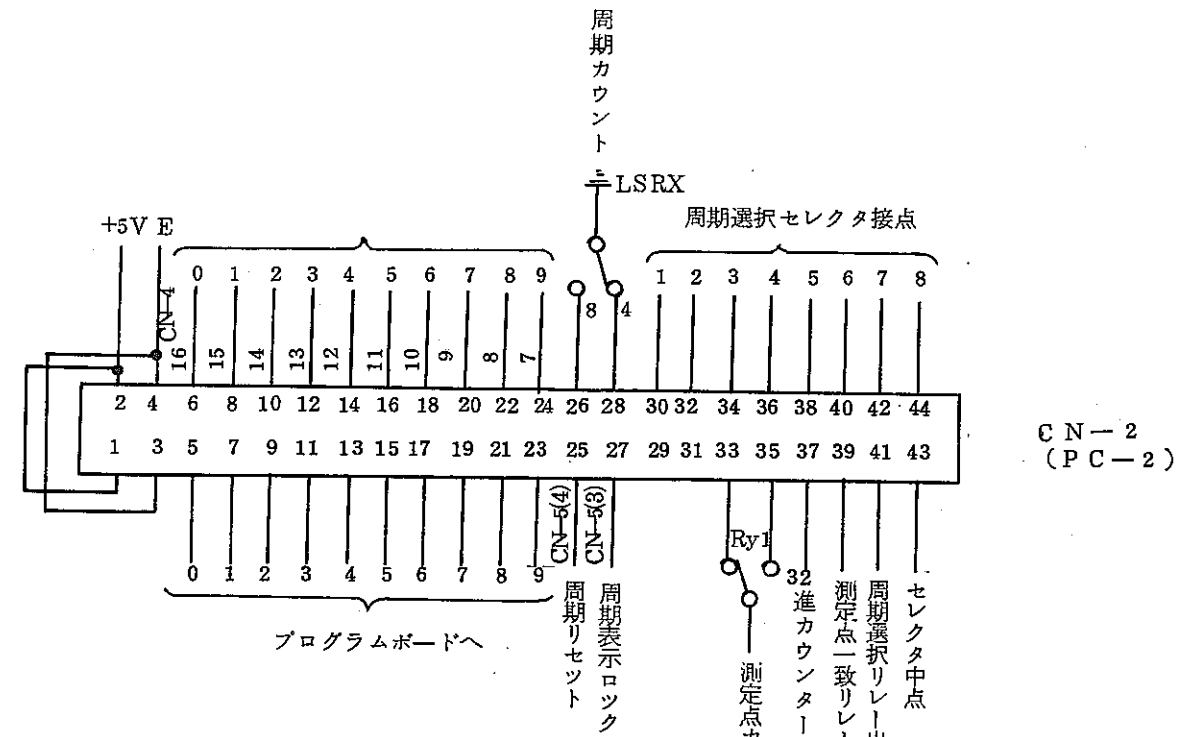 周期カウント
LSRX
+5V E
周期選択セレクタ接点
0 1 2 3 4 5 6 7 8 9
8 4
1 2 3 4 5 6 7 8
CN-4
16 15 14 13 12 11 10 9 8 7
2 4 6 8 10 12 14 16 18 20 22 24 26 28 30 32 34 36 38 40 42 44
1 3 5 7 9 11 13 15 17 19 21 23 25 27 29 31 33 35 37 39 41 43
CN-2
(PC-2)
CN-5(4)
CN-5(3)
Ry1
0 1 2 3 4 5 6 7 8 9
プログラムボードへ
周期リセット
周期表示ロック
測定点
32進カウンター
測定点一致リレー
周期選択リレー
セレクタ中点